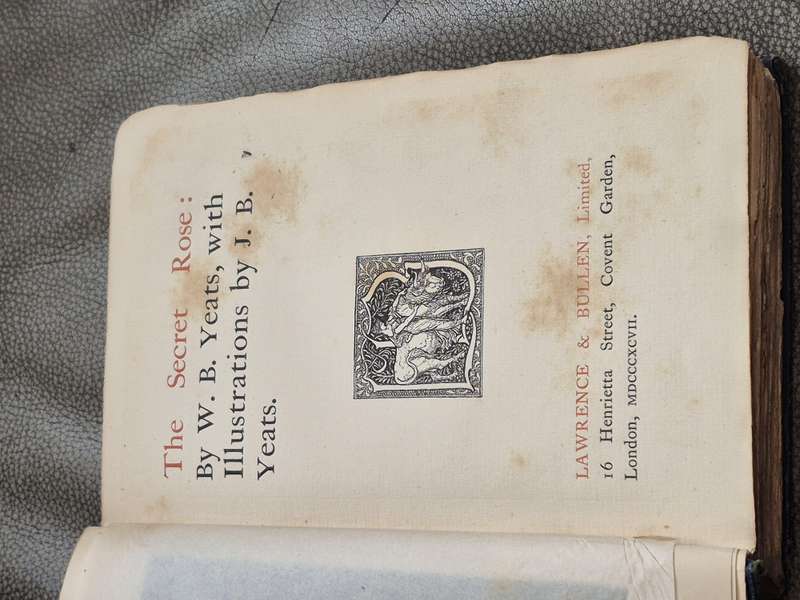 The Secret Rose:
By W. B. Yeats, with
Illustrations by J. B.
Yeats.
LAWRENCE & BULLEN, Limited,
16 Henrietta Street, Covent Garden,
London, MDCCCXCVII.